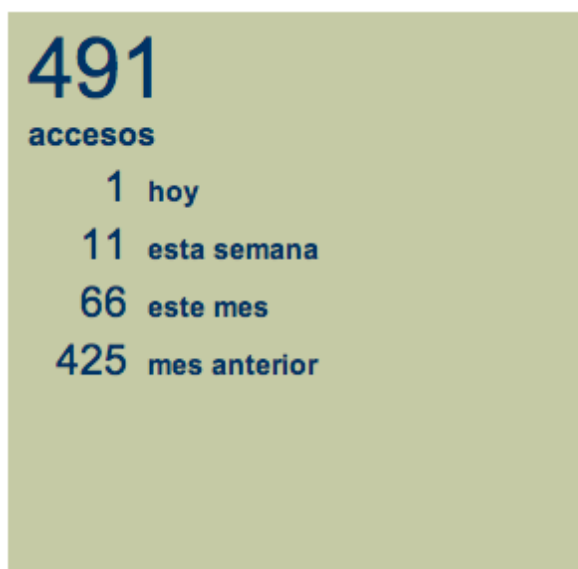 491
accesos
1 hoy
11 esta semana
66 este mes
425 mes anterior